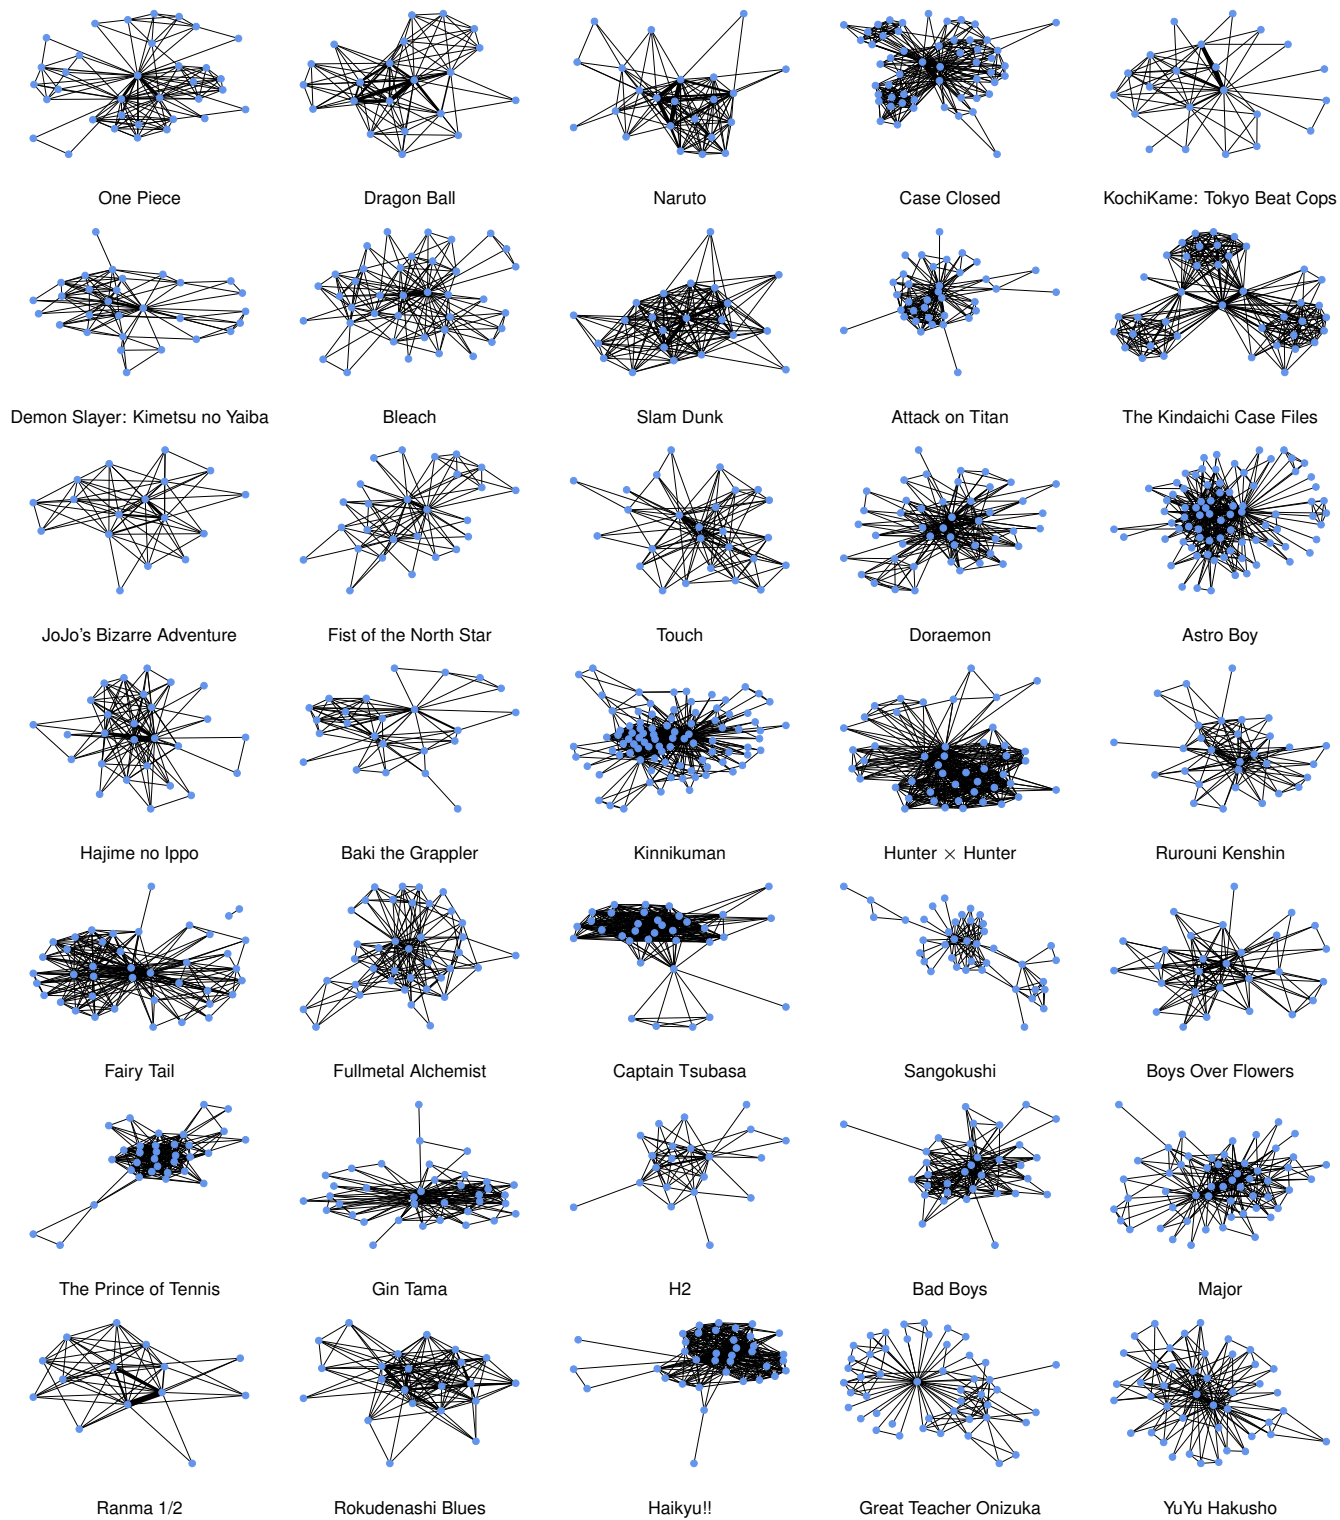 One Piece
Dragon Ball
Naruto
Case Closed
KochiKame: Tokyo Beat Cops
Demon Slayer: Kimetsu no Yaiba
Bleach
Slam Dunk
Attack on Titan
The Kindaichi Case Files
JoJo's Bizarre Adventure
Fist of the North Star
Touch
Doraemon
Astro Boy
Hajime no Ippo
Baki the Grappler
Kinnikuman
Hunter × Hunter
Rurouni Kenshin
Fairy Tail
Fullmetal Alchemist
Captain Tsubasa
Sangokushi
Boys Over Flowers
The Prince of Tennis
Gin Tama
H2
Bad Boys
Major
Ranma 1/2
Rokudenashi Blues
Haikyu!!
Great Teacher Onizuka
YuYu Hakusho